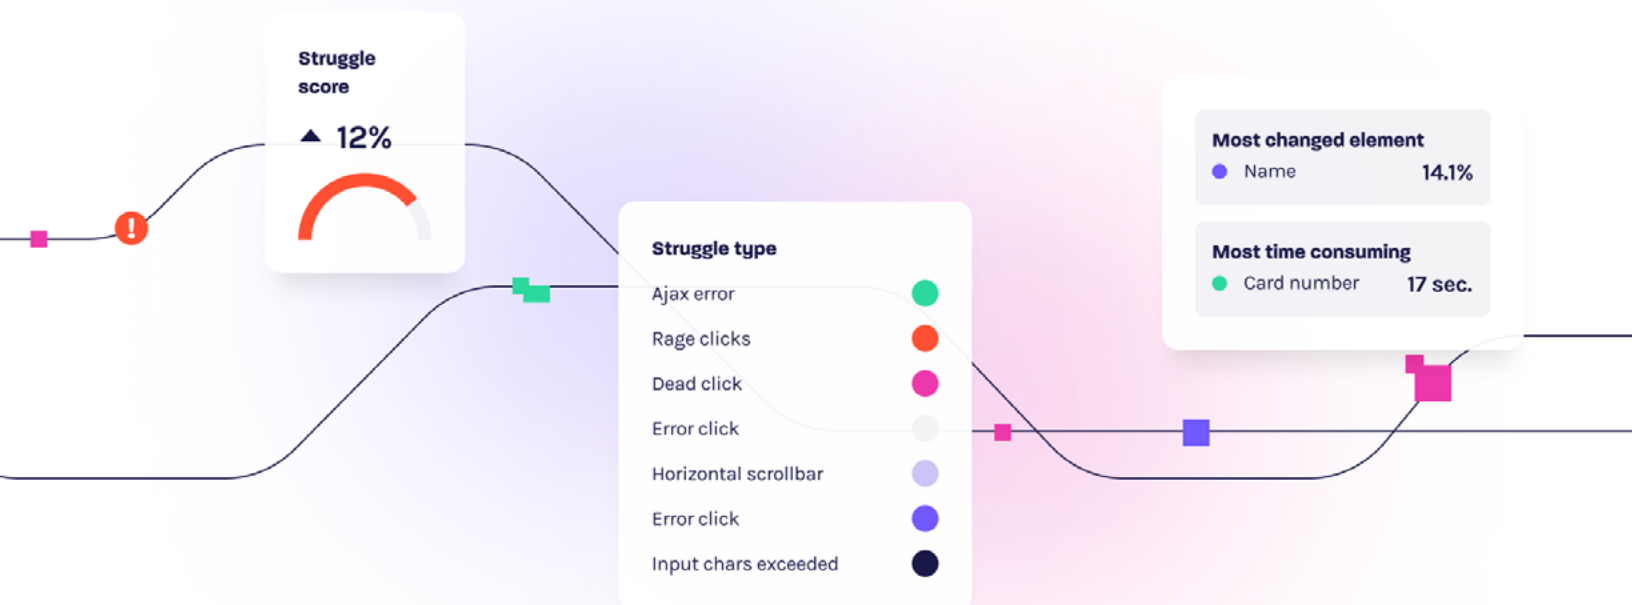 Struggle
score
▲ 12%
!
Struggle type
Ajax error
Rage clicks
Dead click
Error click
Horizontal scrollbar
Error click
Input chars exceeded
Most changed element
Name 14.1%
Most time consuming
Card number 17 sec.